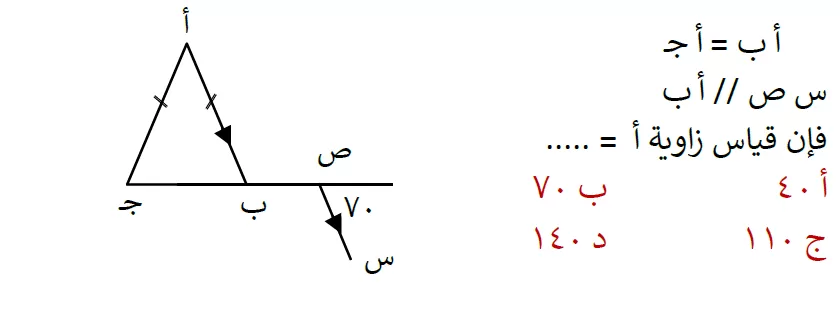 أ ب = أ جـ
س ص // أ ب
فإن قياس زاوية أ = .....
أ ٤٠ ب ٧٠
ج ١١٠ د ١٤٠
أ
ص
جـ ب ٧٠
س